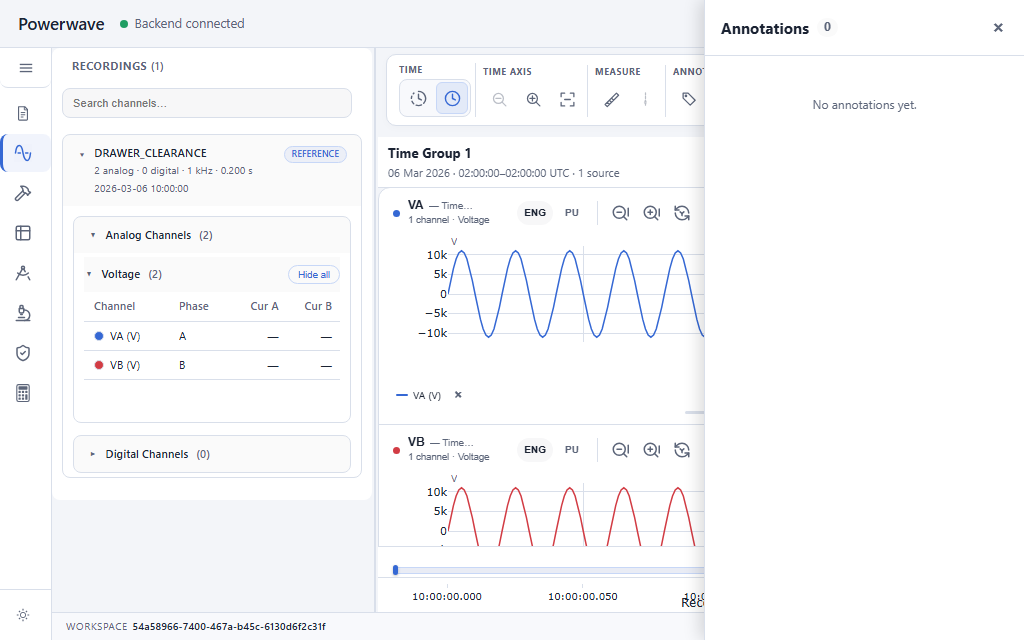 Powerwave
Backend connected
Annotations 0
No annotations yet.
RECORDINGS (1)
Search channels...
DRAWER_CLEARANCE
REFERENCE
2 analog · 0 digital · 1 kHz · 0.200 s
2026-03-06 10:00:00
Analog Channels (2)
Voltage (2)
Hide all
Channel Phase Cur A Cur B
VA (V) A — —
VB (V) B — —
Digital Channels (0)
TIME
TIME AXIS
MEASURE
ANNO
Time Group 1
06 Mar 2026 · 02:00:00–02:00:00 UTC · 1 source
VA — Time...
1 channel · Voltage
ENG PU
V
10k
5k
0
−5k
−10k
VA (V)
VB — Time...
1 channel · Voltage
ENG PU
V
10k
5k
0
10:00:00.000
10:00:00.050
10:0
Rec
WORKSPACE 54a58966-7400-467a-b45c-6130d6f2c31f